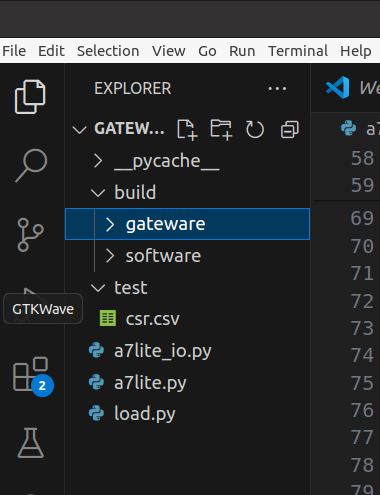 File Edit Selection View Go Run Terminal Help
EXPLORER ...
GATEW...
__pycache__
build
gateware
software
test
csr.csv
a7lite_io.py
a7lite.py
load.py
GTKWave
2
We
a7
58
59
69
70
71
72
73
74
75
76
77
78
79